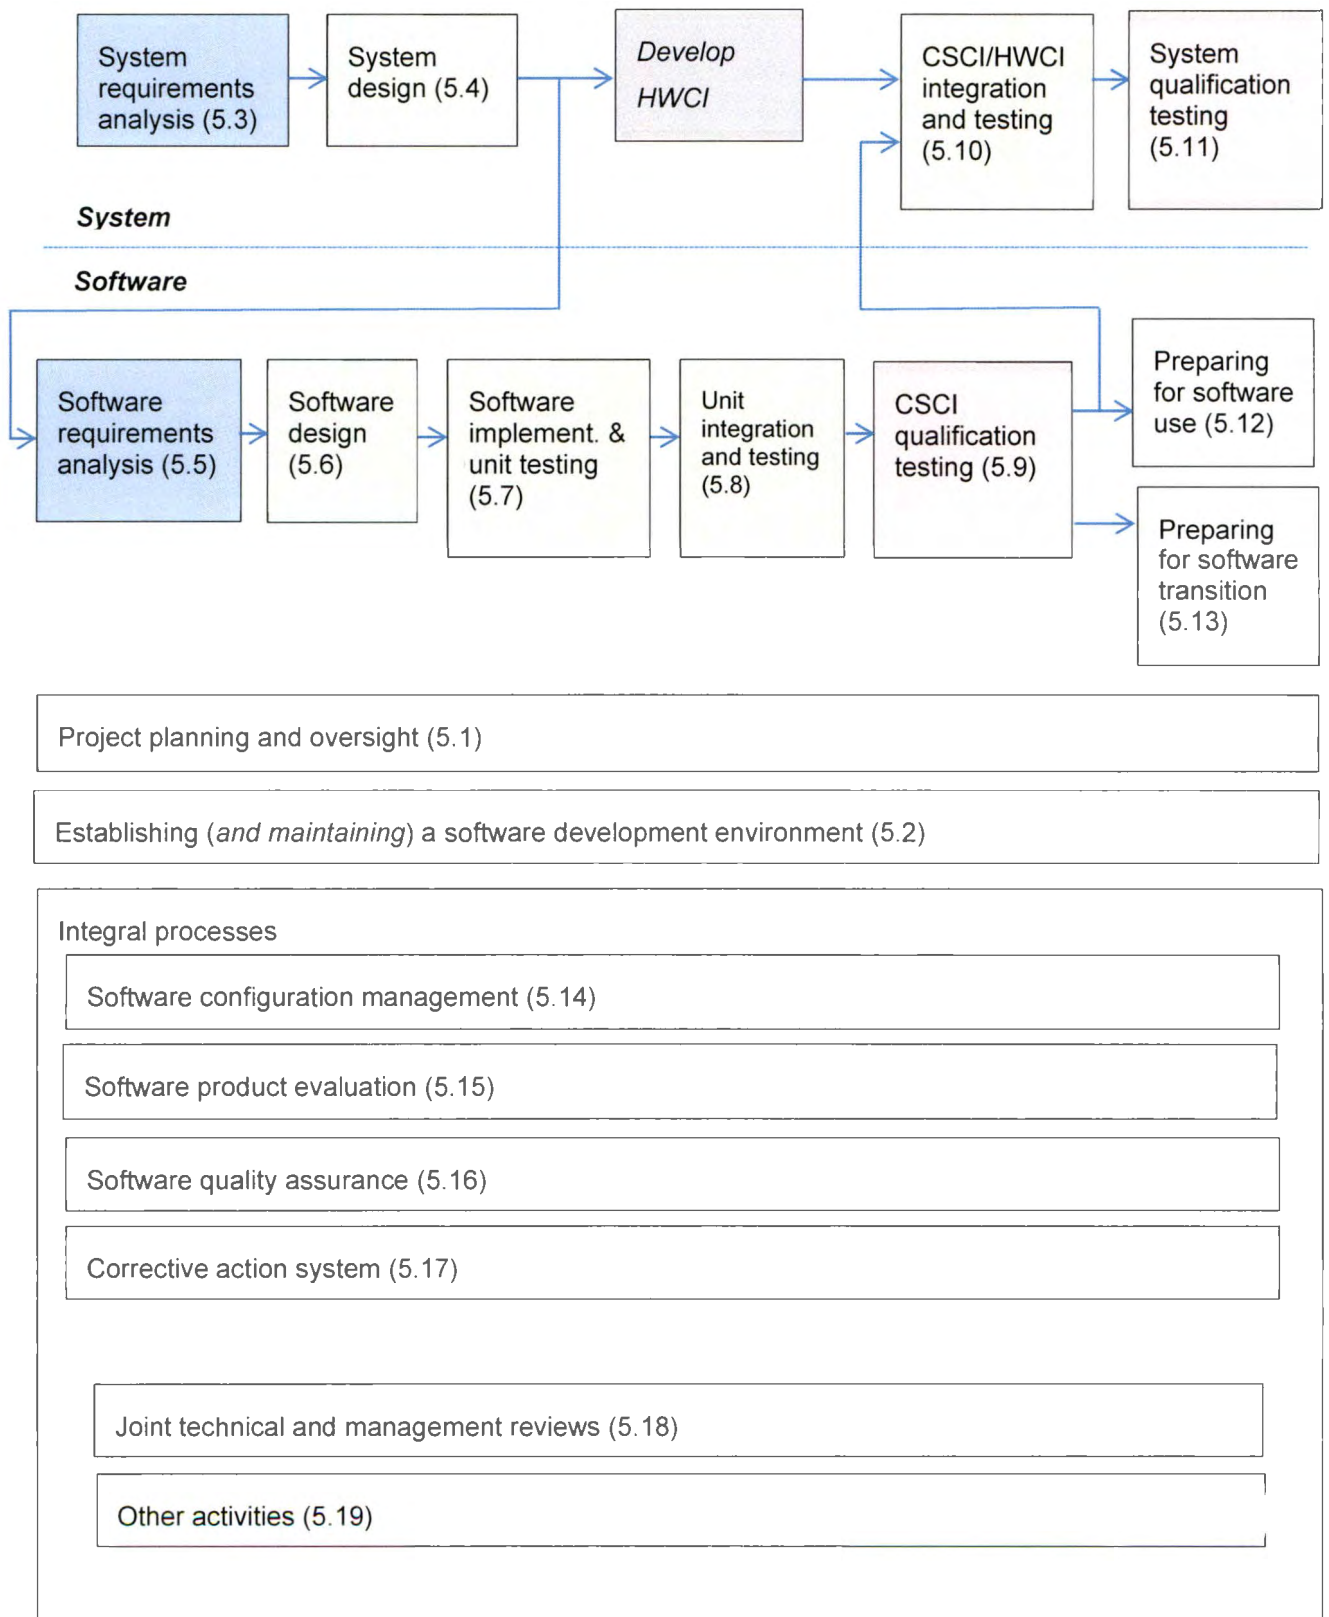 System
requirements
analysis (5.3)
System
design (5.4)
Develop
HWCI
CSCI/HWCI
integration
and testing
(5.10)
System
qualification
testing
(5.11)
System
Software
Software
requirements
analysis (5.5)
Software
design
(5.6)
Software
implement. &
unit testing
(5.7)
Unit
integration
and testing
(5.8)
CSCI
qualification
testing (5.9)
Preparing
for software
use (5.12)
Preparing
for software
transition
(5.13)
Project planning and oversight (5.1)
Establishing (and maintaining) a software development environment (5.2)
Integral processes
Software configuration management (5.14)
Software product evaluation (5.15)
Software quality assurance (5.16)
Corrective action system (5.17)
Joint technical and management reviews (5.18)
Other activities (5.19)